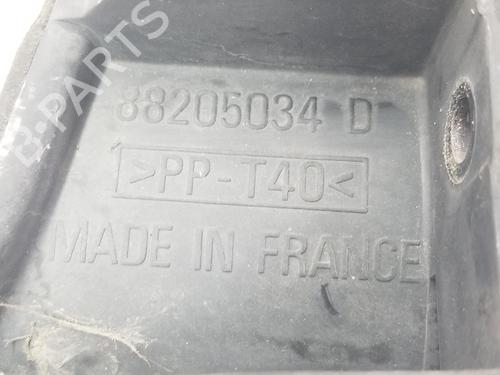 88205034 D
>PP-T40<
MADE IN FRANCE
B-PARTS